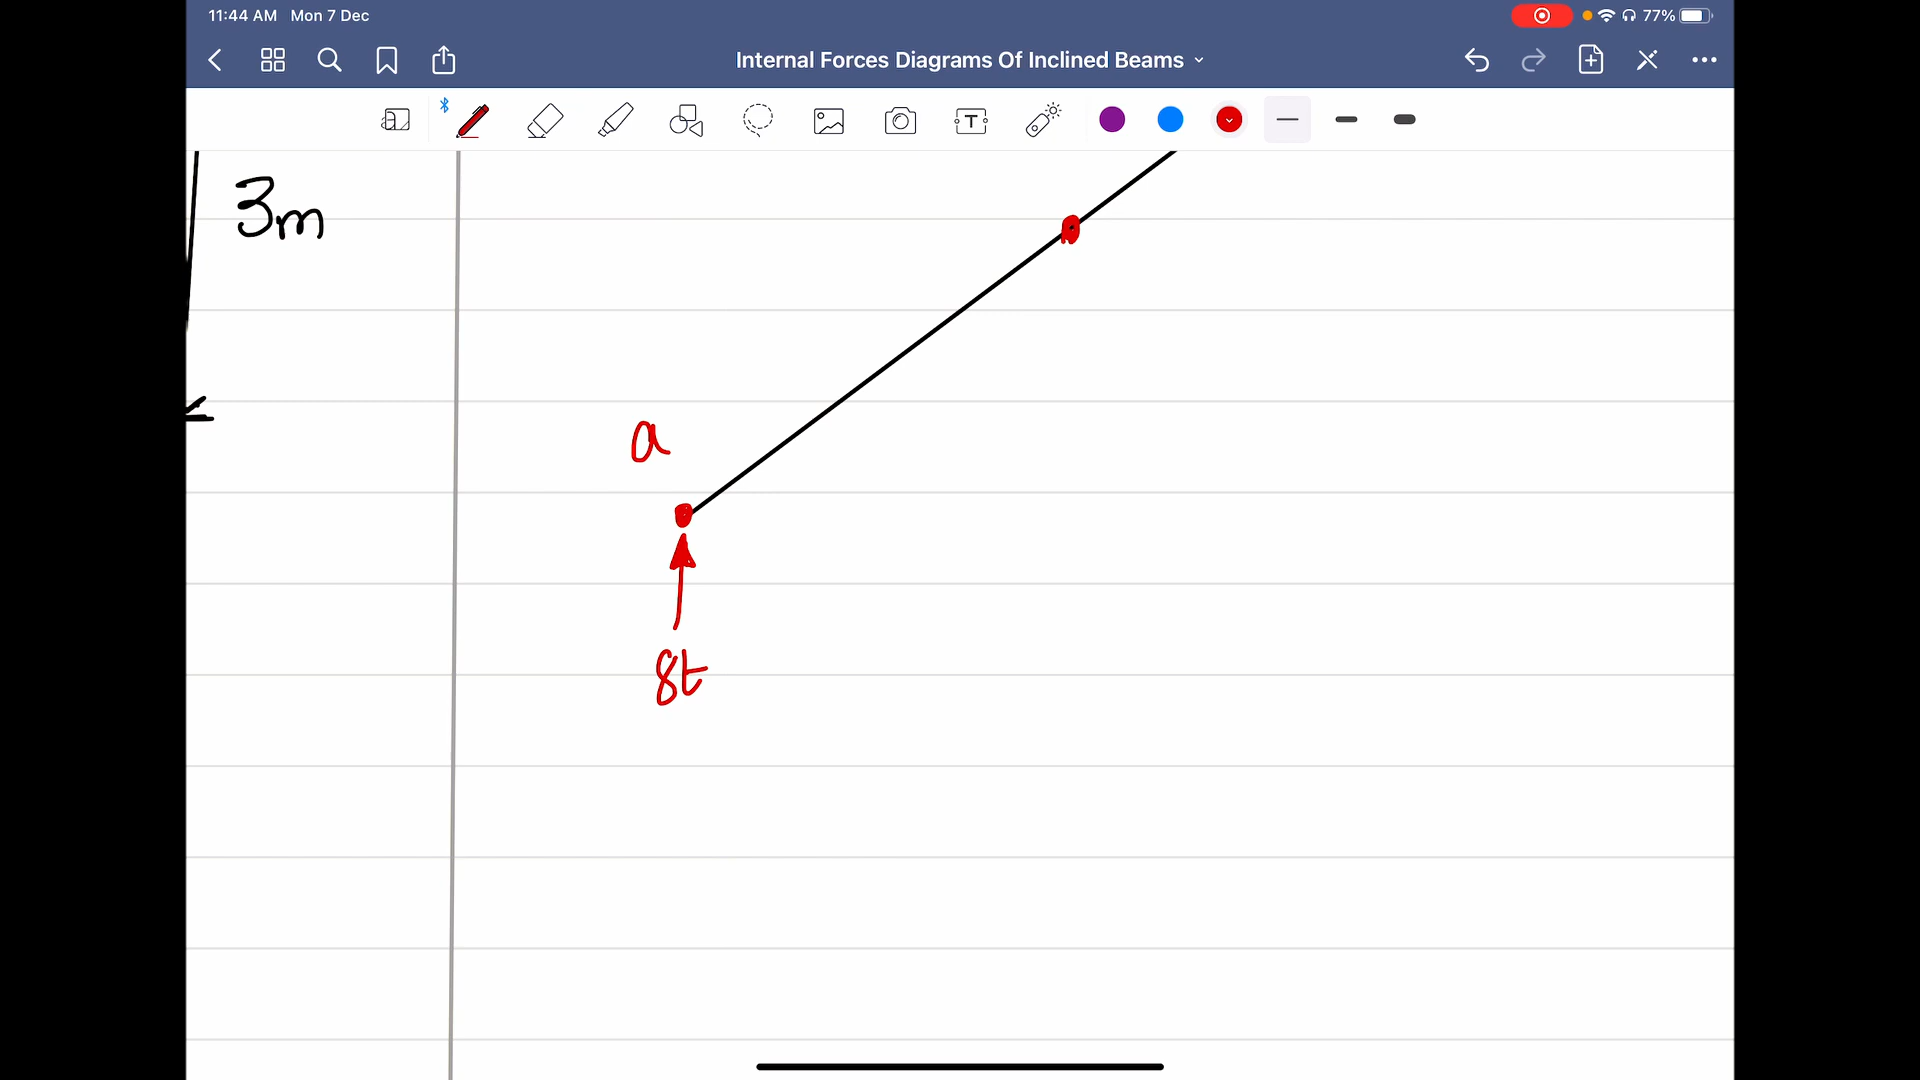 11:44 AM Mon 7 Dec
77%
Internal Forces Diagrams Of Inclined Beams
a
T
3m
a
8t